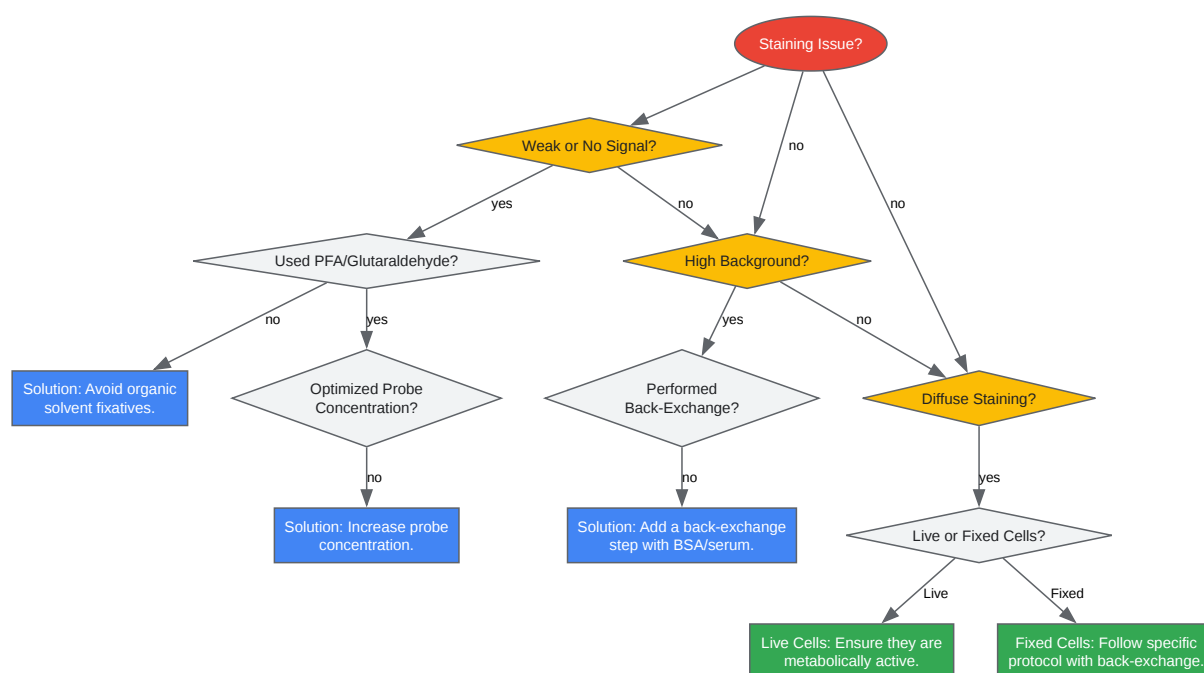 Staining Issue?
Weak or No Signal?
no
yes
no
no
Used PFA/Glutaraldehyde?
High Background?
no
yes
yes
no
Solution: Avoid organic
solvent fixatives.
Optimized Probe
Concentration?
Performed
Back-Exchange?
Diffuse Staining?
no
no
yes
Solution: Increase probe
concentration.
Solution: Add a back-exchange
step with BSA/serum.
Live or Fixed Cells?
Live
Fixed
Live Cells: Ensure they are
metabolically active.
Fixed Cells: Follow specific
protocol with back-exchange.